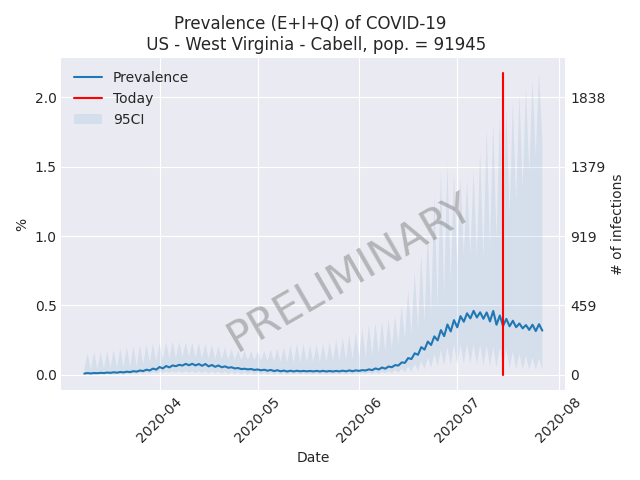 Prevalence (E+I+Q) of COVID-19
US - West Virginia - Cabell, pop. = 91945
Prevalence
Today
95CI
2.0
1.5
1.0
0.5
0.0
%
1838
1379
919
459
0
# of infections
PRELIMINARY
2020-04
2020-05
2020-06
2020-07
2020-08
Date